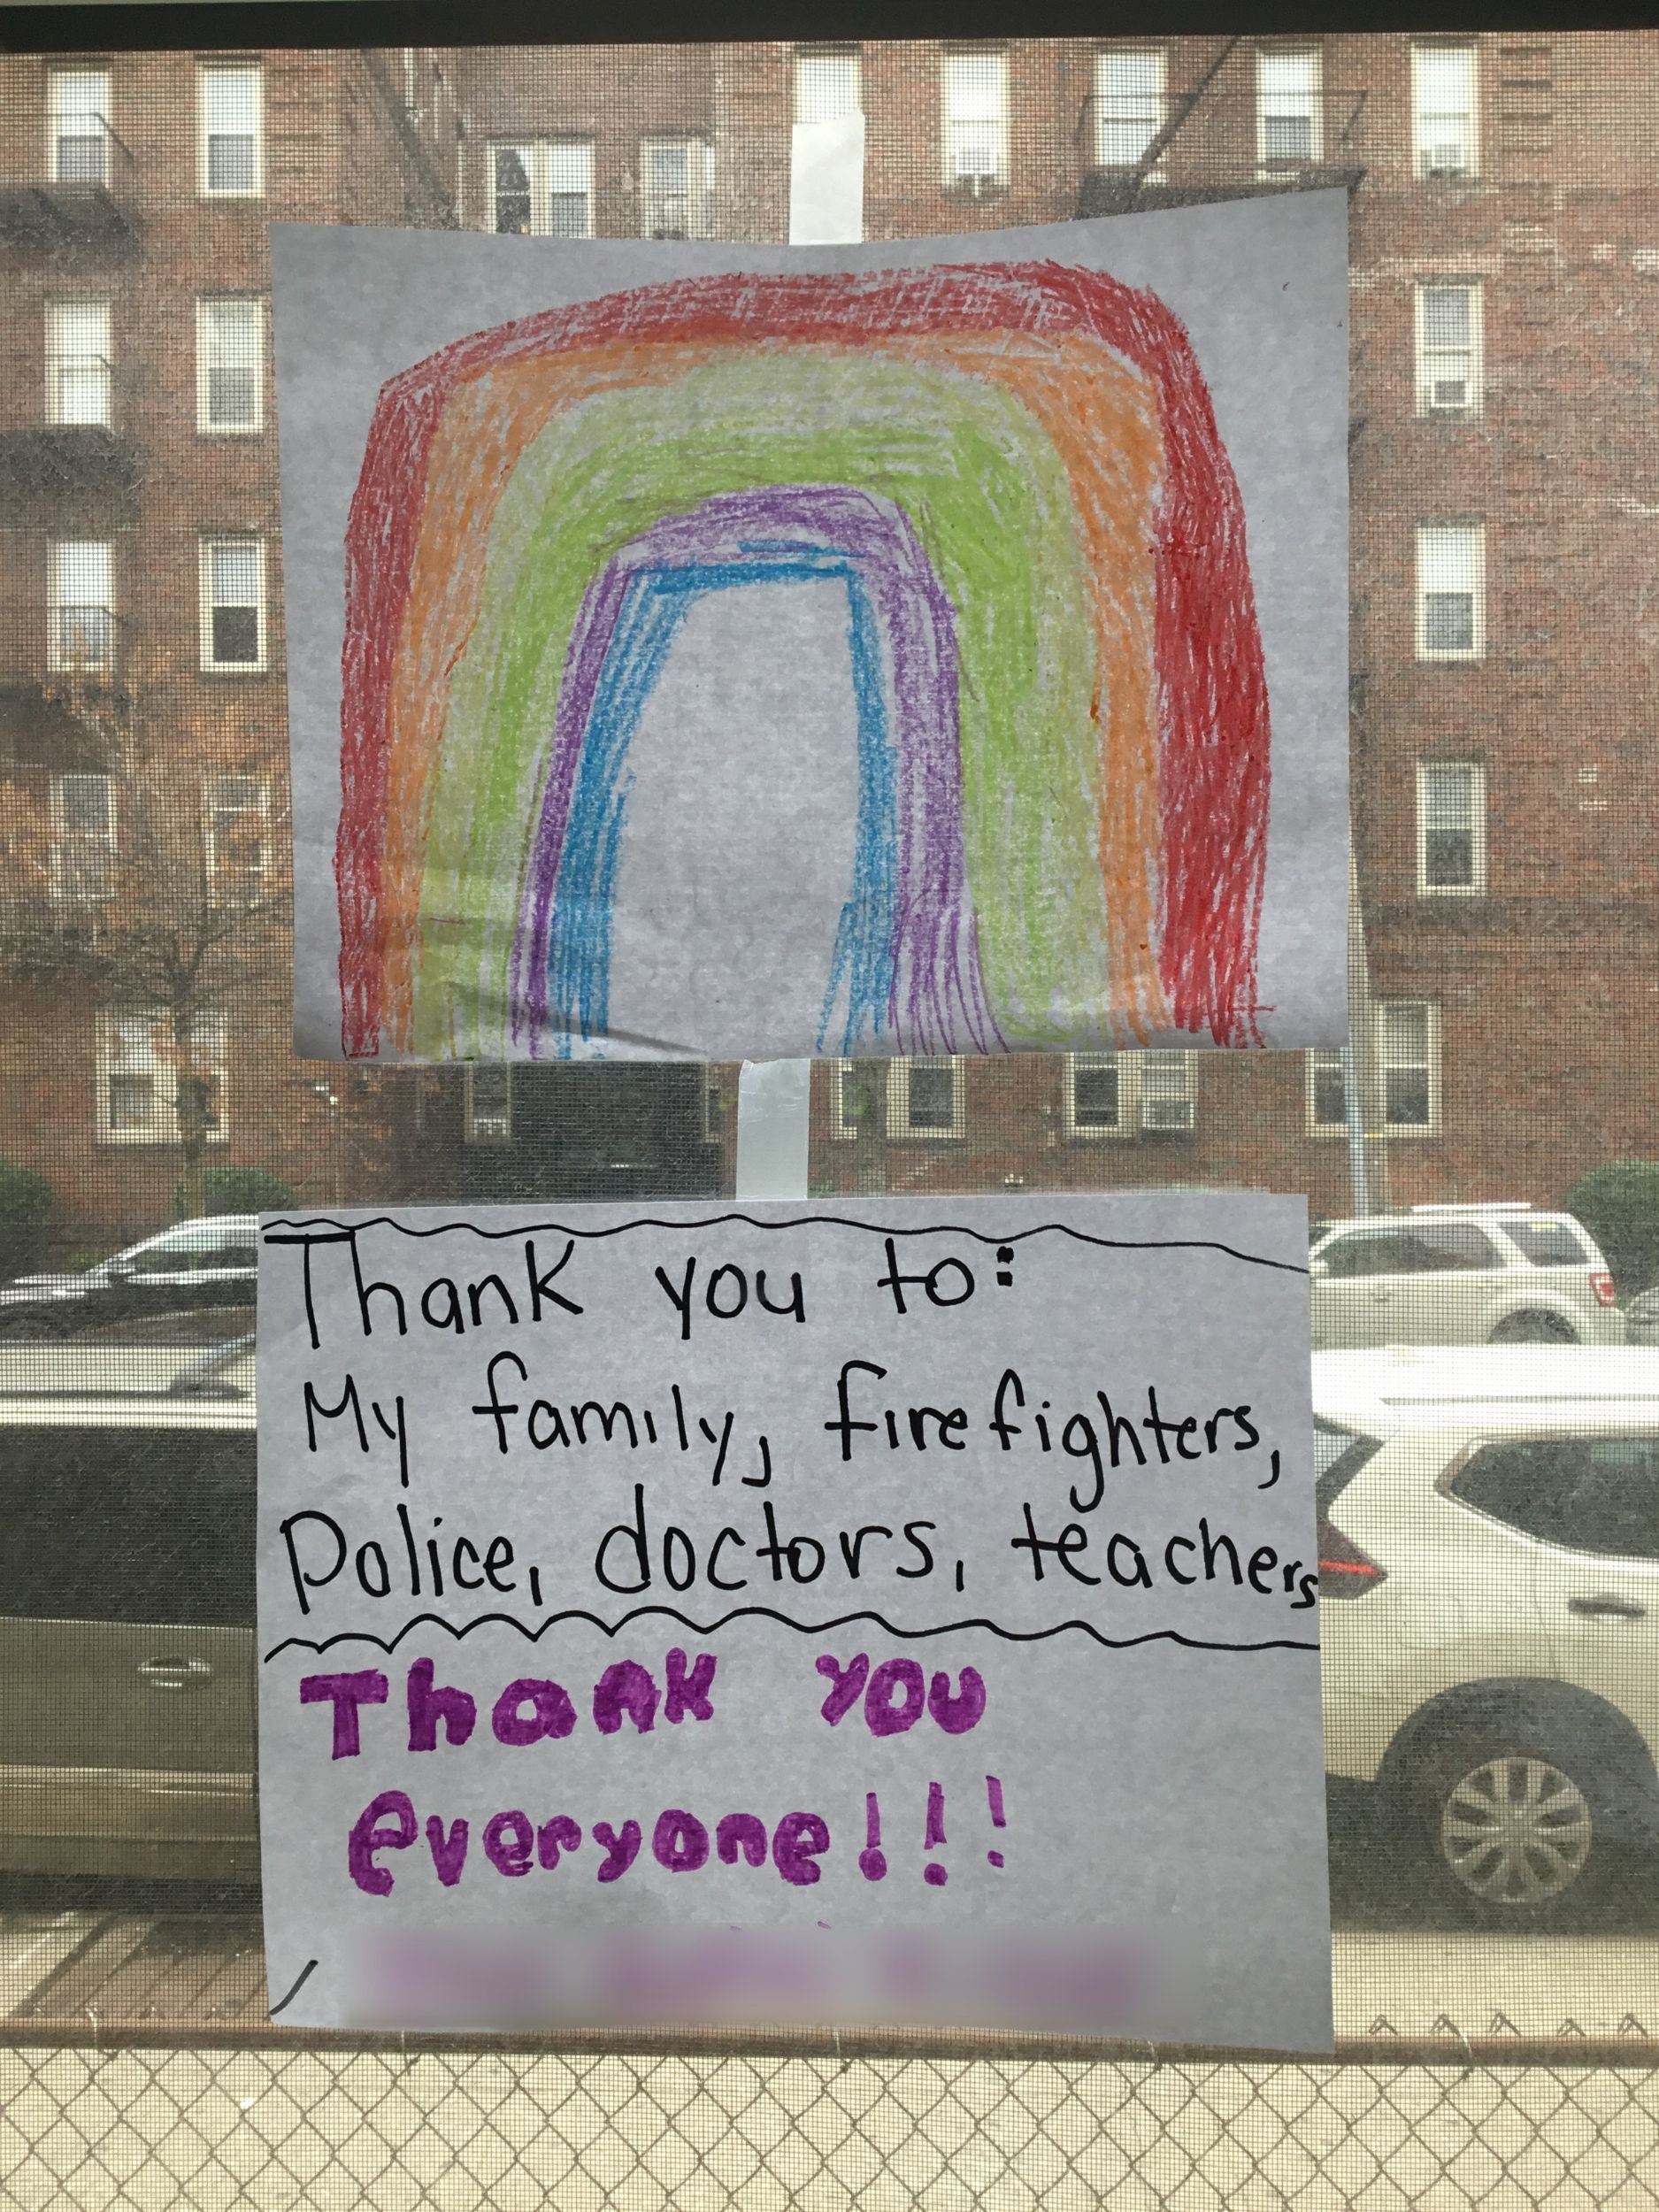 Thank you to:
My family, firefighters,
Police, doctors, teachers
Thank you
everyone!!!